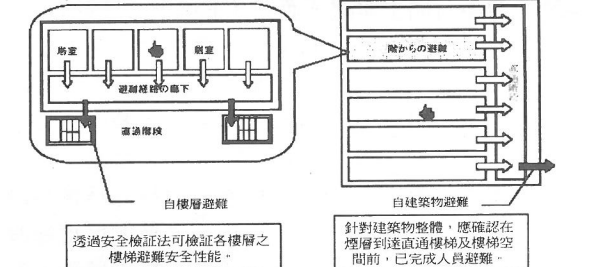 居室
居室
避難経路の廊下
直通階段
自樓層避難
透過安全檢証法可檢証各樓層之
樓梯避難安全性能。
階からの避難
自建築物避難
針對建築物整體，應確認在
煙層到達直通樓梯及樓梯空
間前，已完成人員避難。